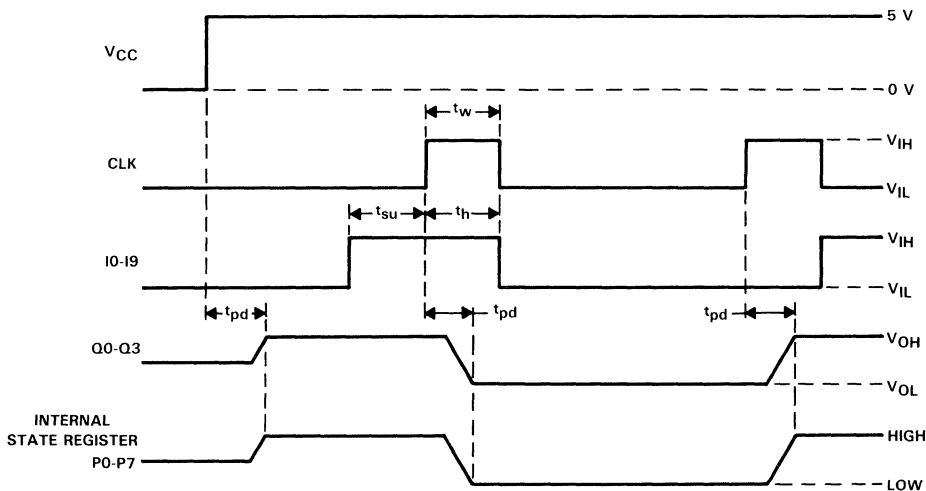 5 V
VCC
0 V
tw
VIH
CLK
VIL
tsu
th
VIH
I0-I9
VIL
tpd
tpd
tpd
VOH
Q0-Q3
VOL
INTERNAL
STATE REGISTER
P0-P7
HIGH
LOW